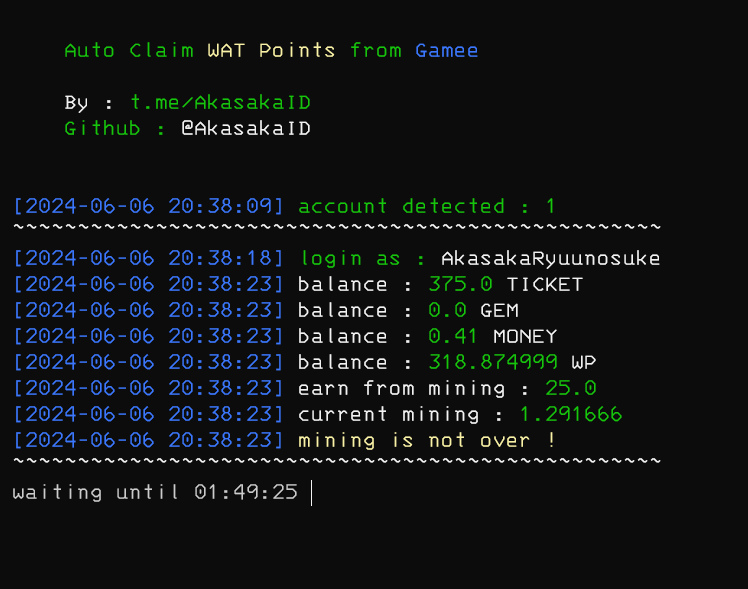 Auto Claim WAT Points from Gamee
By : t.me/AkasakaID
Github : @AkasakaID
[2024-06-06 20:38:09] account detected : 1
~~~~~~~~~~~~~~~~~~~~~~~~~~~~~~~~~~~~~~~~~~~~~~~~~~
[2024-06-06 20:38:18] login as : AkasakaRyuunosuke
[2024-06-06 20:38:23] balance : 375.0 TICKET
[2024-06-06 20:38:23] balance : 0.0 GEM
[2024-06-06 20:38:23] balance : 0.41 MONEY
[2024-06-06 20:38:23] balance : 318.874999 WP
[2024-06-06 20:38:23] earn from mining : 25.0
[2024-06-06 20:38:23] current mining : 1.291666
[2024-06-06 20:38:23] mining is not over !
~~~~~~~~~~~~~~~~~~~~~~~~~~~~~~~~~~~~~~~~~~~~~~~~~~
waiting until 01:49:25